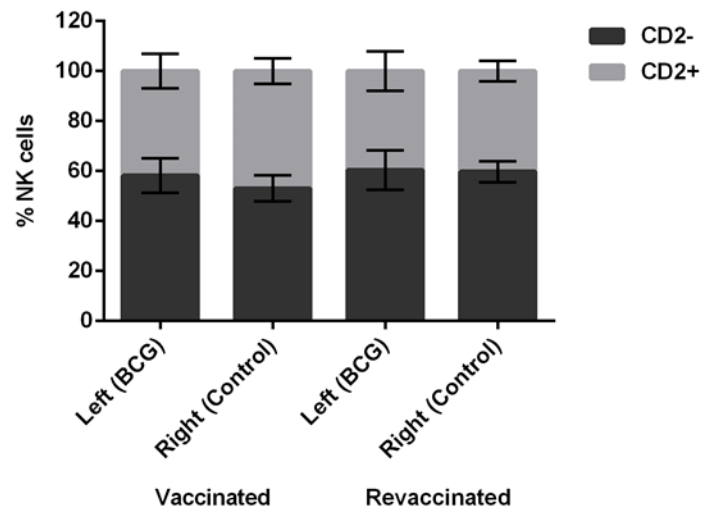 120
100
80
60
40
20
0
% NK cells
CD2-
CD2+
Left (BCG)
Right (Control)
Left (BCG)
Right (Control)
Vaccinated
Revaccinated